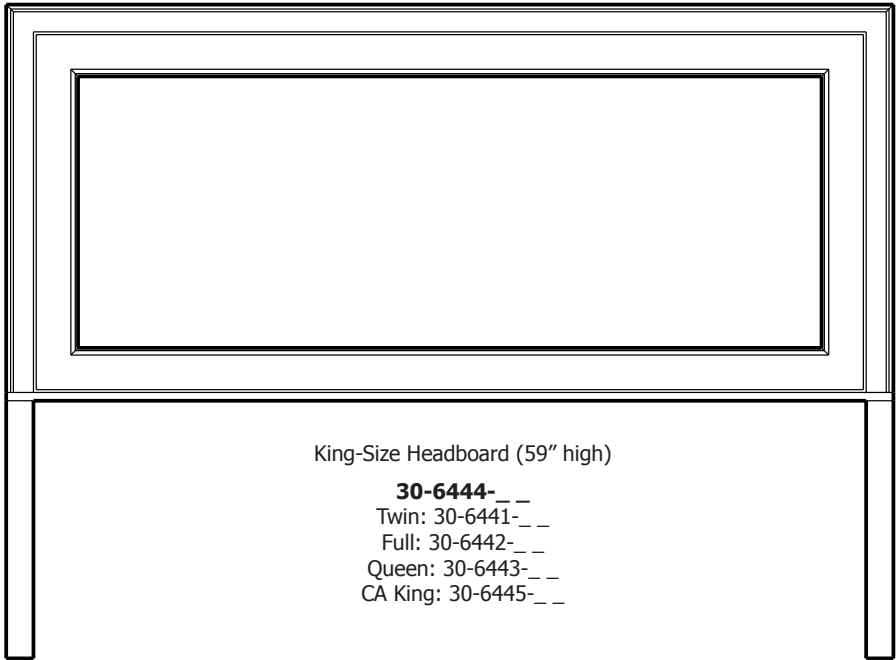 King-Size Headboard (59″ high)
30-6444-_ _
Twin: 30-6441-_ _
Full: 30-6442-_ _
Queen: 30-6443-_ _
CA King: 30-6445-_ _